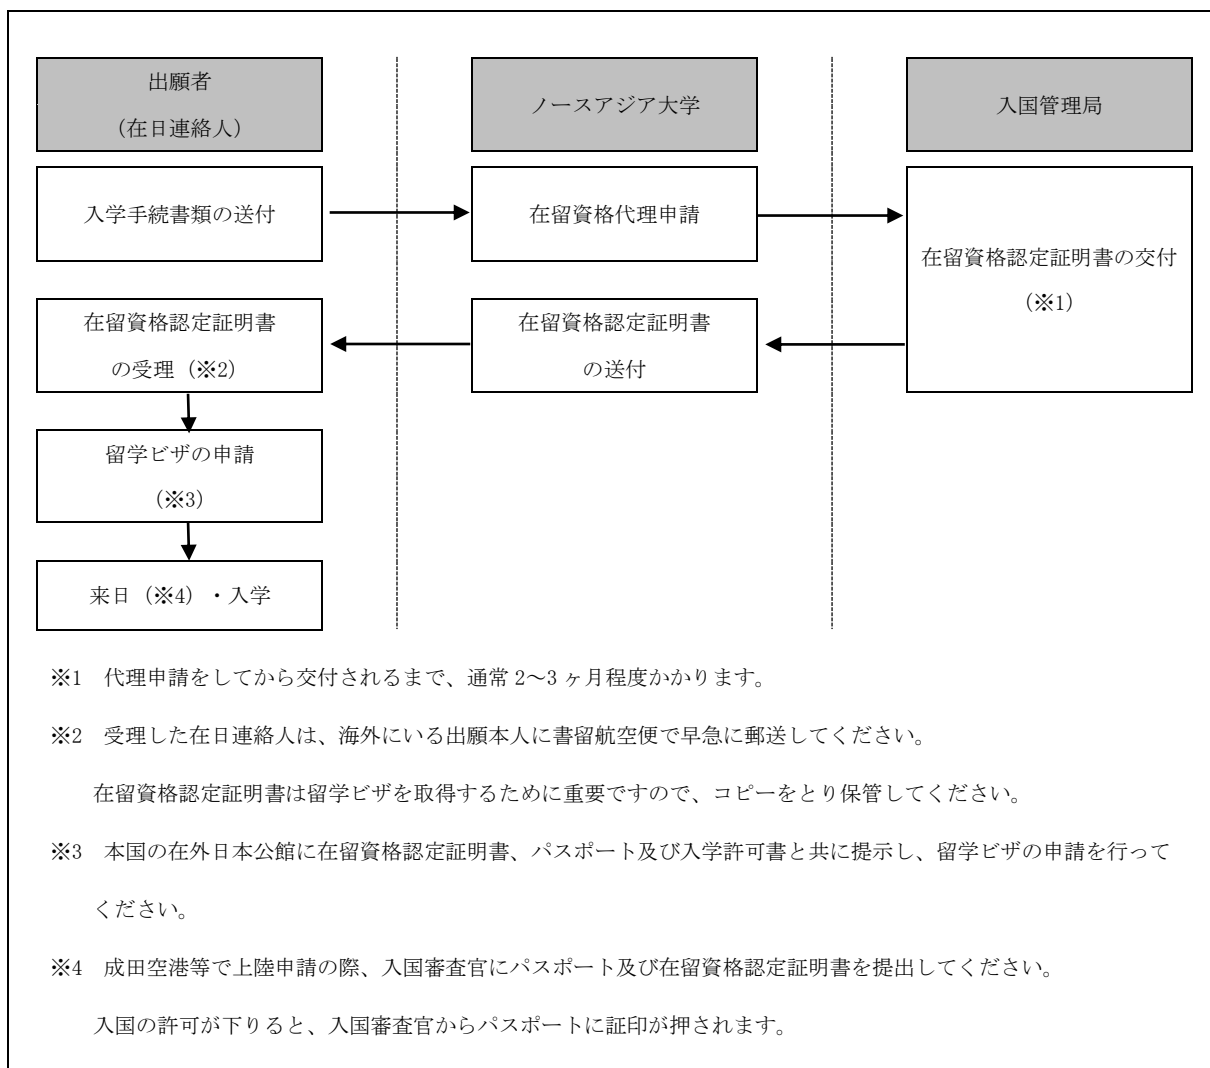 出願者
(在日連絡人)
ノースアジア大学
入国管理局
入学手続書類の送付
在留資格代理申請
在留資格認定証明書の交付
(※1)
在留資格認定証明書
の受理（※2）
在留資格認定証明書
の送付
留学ビザの申請
(※3)
来日（※4）・入学
※1　代理申請をしてから交付されるまで、通常 2～3 ヶ月程度かかります。
※2　受理した在日連絡人は、海外にいる出願本人に書留航空便で早急に郵送してください。
在留資格認定証明書は留学ビザを取得するために重要ですので、コピーをとり保管してください。
※3　本国の在外日本公館に在留資格認定証明書、パスポート及び入学許可書と共に提示し、留学ビザの申請を行って
ください。
※4　成田空港等で上陸申請の際、入国審査官にパスポート及び在留資格認定証明書を提出してください。
入国の許可が下りると、入国審査官からパスポートに証印が押されます。